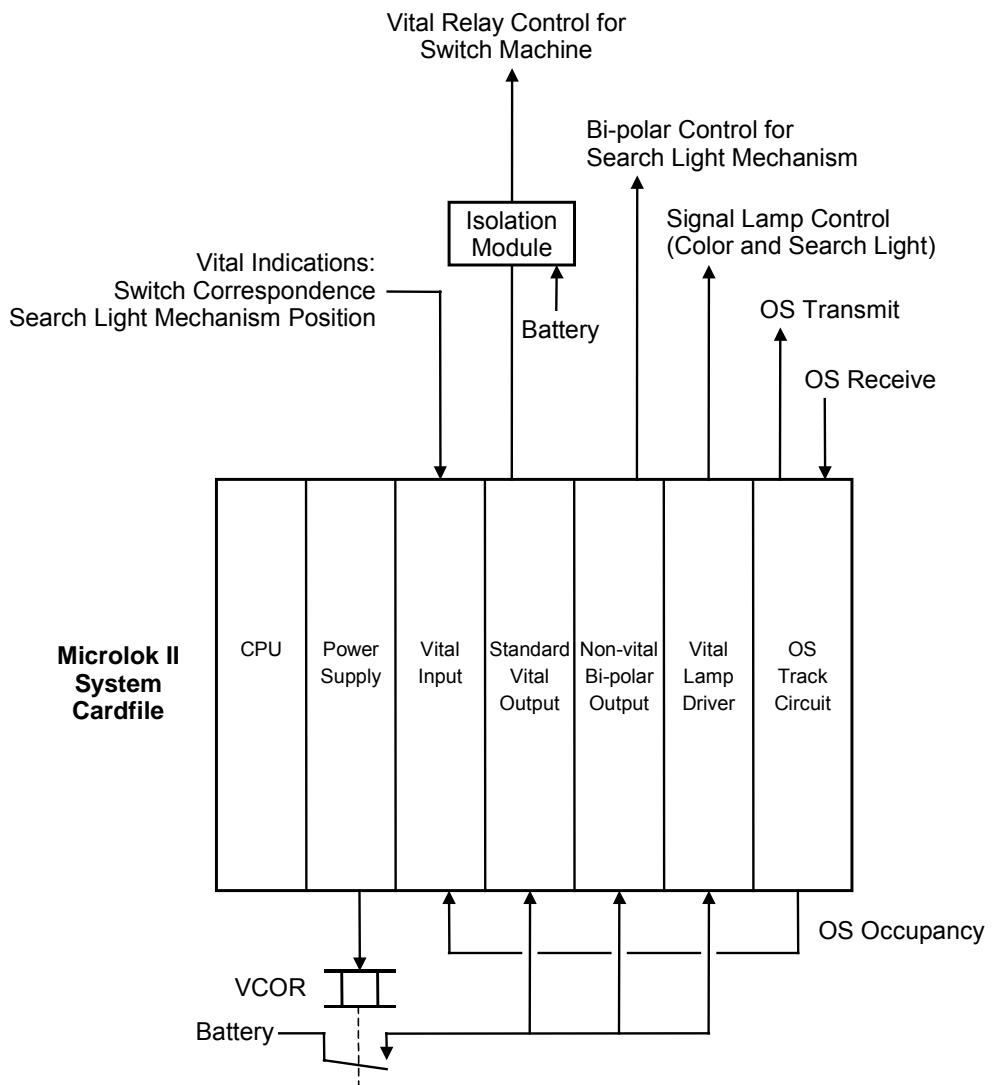 Vital Relay Control for
Switch Machine
Bi-polar Control for
Search Light Mechanism
Isolation
Module
Signal Lamp Control
(Color and Search Light)
Vital Indications:
Switch Correspondence
Search Light Mechanism Position
Battery
OS Transmit
OS Receive
Microlok II
System
Cardfile
CPU
Power
Supply
Vital
Input
Standard
Vital
Output
Non-vital
Bi-polar
Output
Vital
Lamp
Driver
OS
Track
Circuit
OS Occupancy
VCOR
Battery